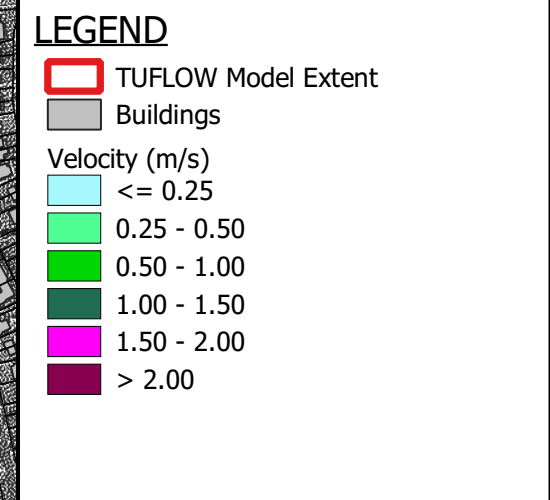 LEGEND
TUFLOW Model Extent
Buildings
Velocity (m/s)
<= 0.25
0.25 - 0.50
0.50 - 1.00
1.00 - 1.50
1.50 - 2.00
> 2.00